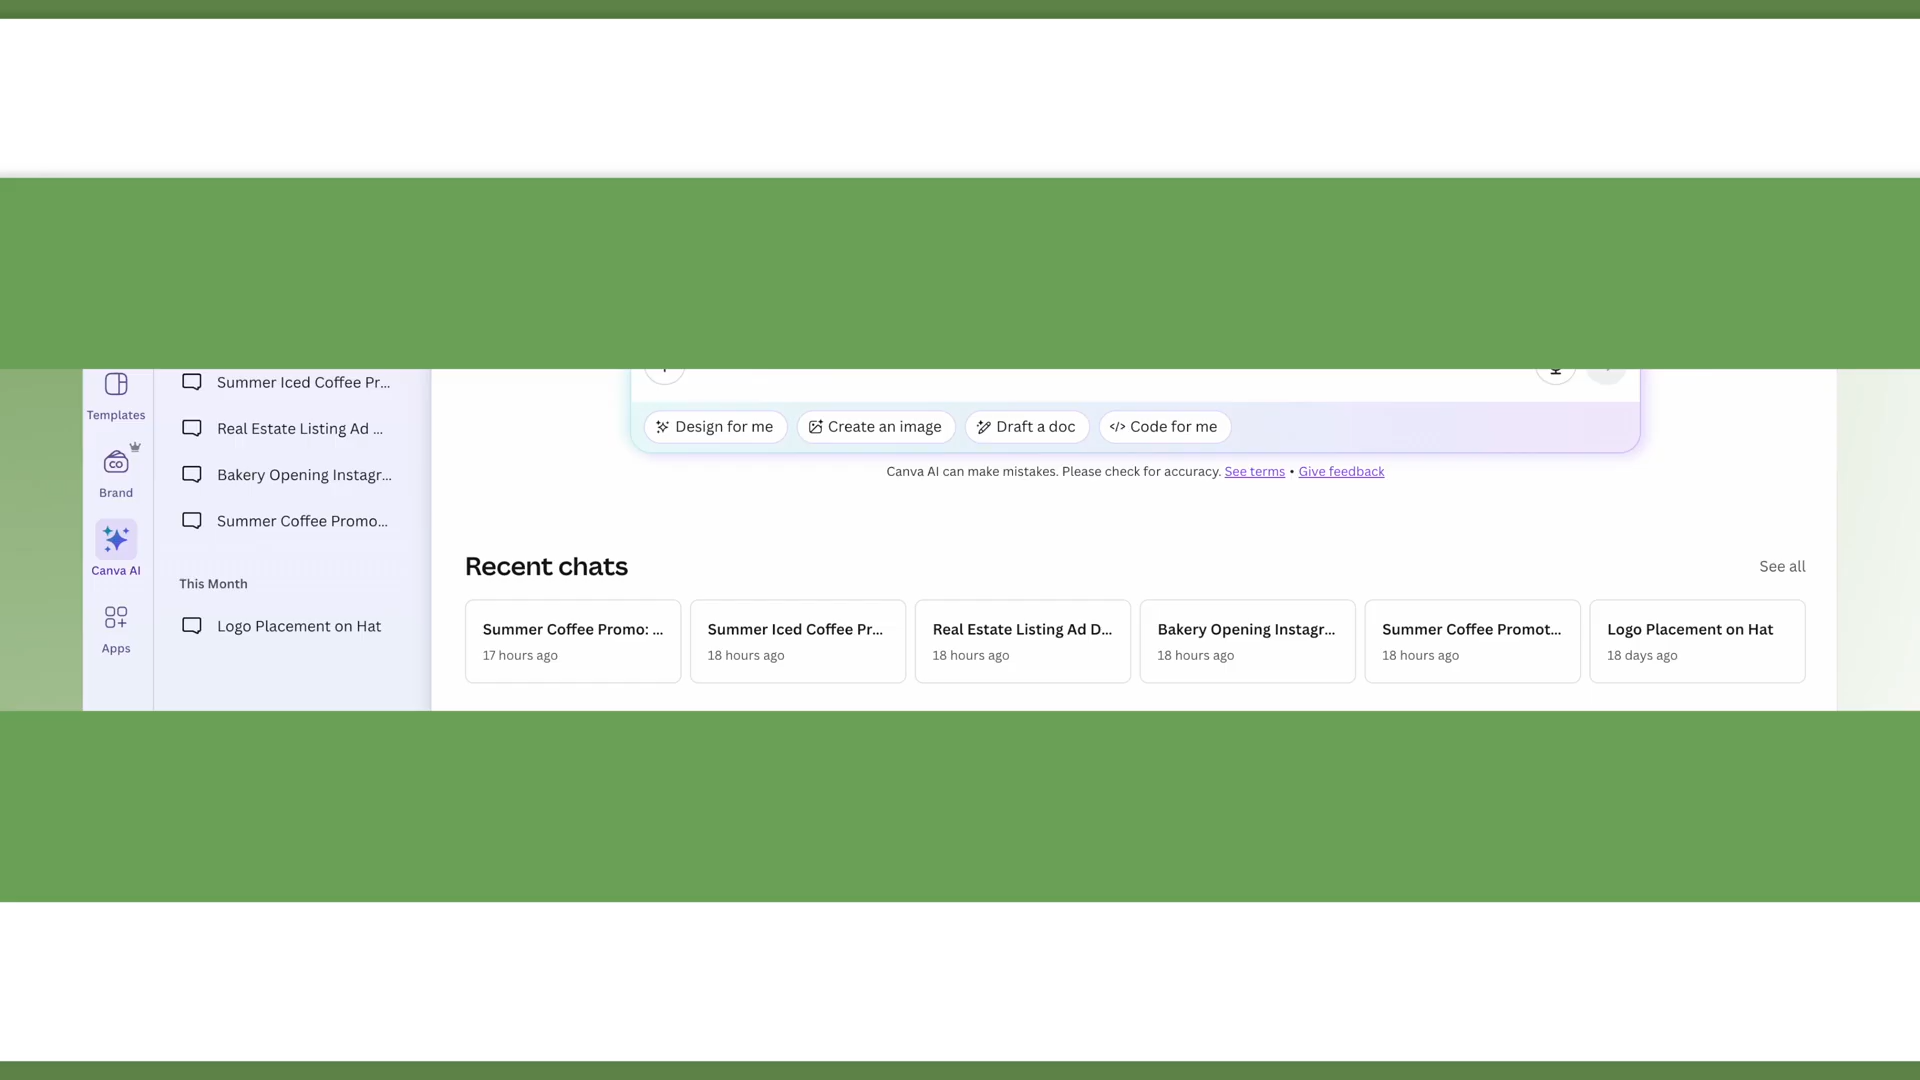 Templates
CO
Brand
Canva AI
Apps
Summer Iced Coffee Pr...
Real Estate Listing Ad ...
Bakery Opening Instagr...
Summer Coffee Promo...
This Month
Logo Placement on Hat
Design for me
Create an image
Draft a doc
</> Code for me
Canva AI can make mistakes. Please check for accuracy. See terms • Give feedback
Recent chats
See all
Summer Coffee Promo: ...
17 hours ago
Summer Iced Coffee Pr...
18 hours ago
Real Estate Listing Ad D...
18 hours ago
Bakery Opening Instagr...
18 hours ago
Summer Coffee Promot...
18 hours ago
Logo Placement on Hat
18 days ago